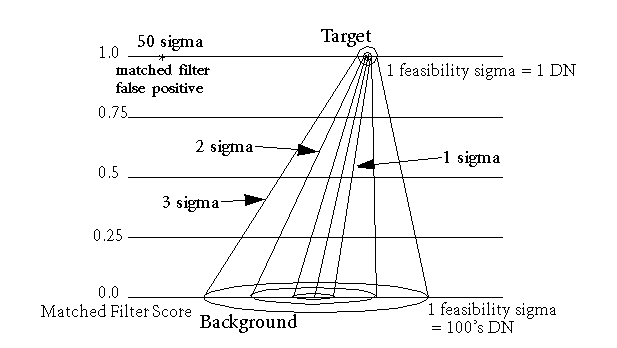 Target
50 sigma
1.0
*
matched filter
false positive
1 feasibility sigma = 1 DN
0.75
2 sigma
1 sigma
0.5
3 sigma
0.25
0.0
Matched Filter Score
Background
1 feasibility sigma
= 100's DN